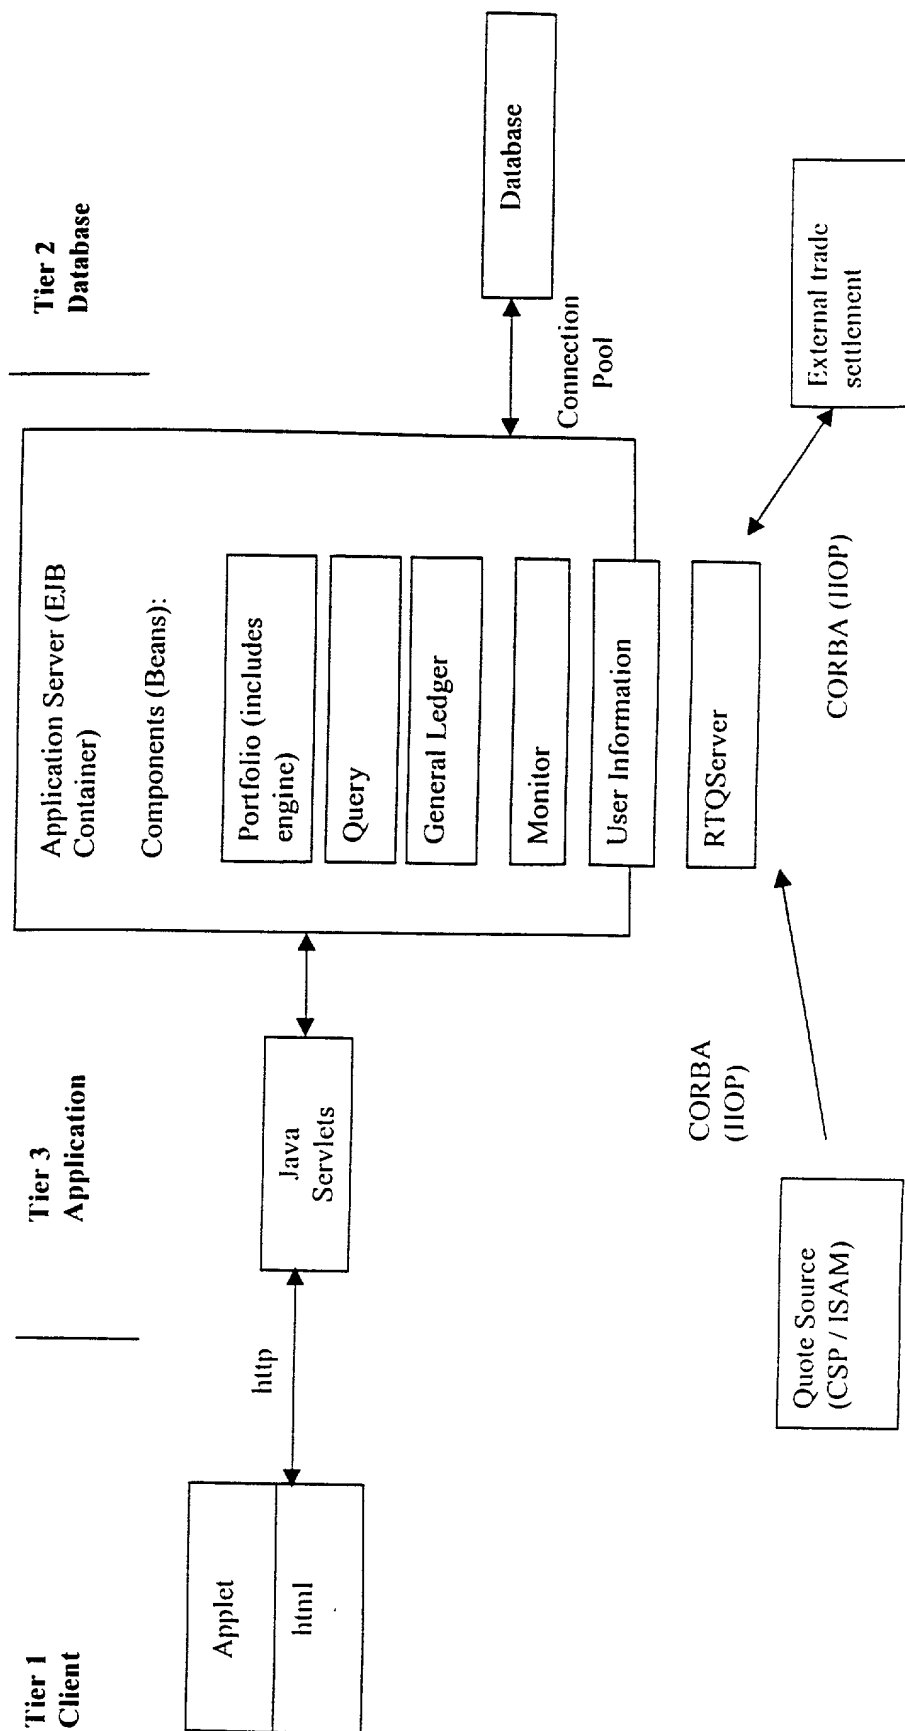 Tier 1
Client
Tier 3
Application
Tier 2
Database
Applet
html
http
Java
Servlets
Application Server (EJB
Container)
Components (Beans):
Portfolio (includes
engine)
Query
General Ledger
Monitor
User Information
RTQServer
Connection
Pool
Database
Quote Source
(CSP / ISAM)
CORBA
(IIOP)
CORBA (IIOP)
External trade
settlement